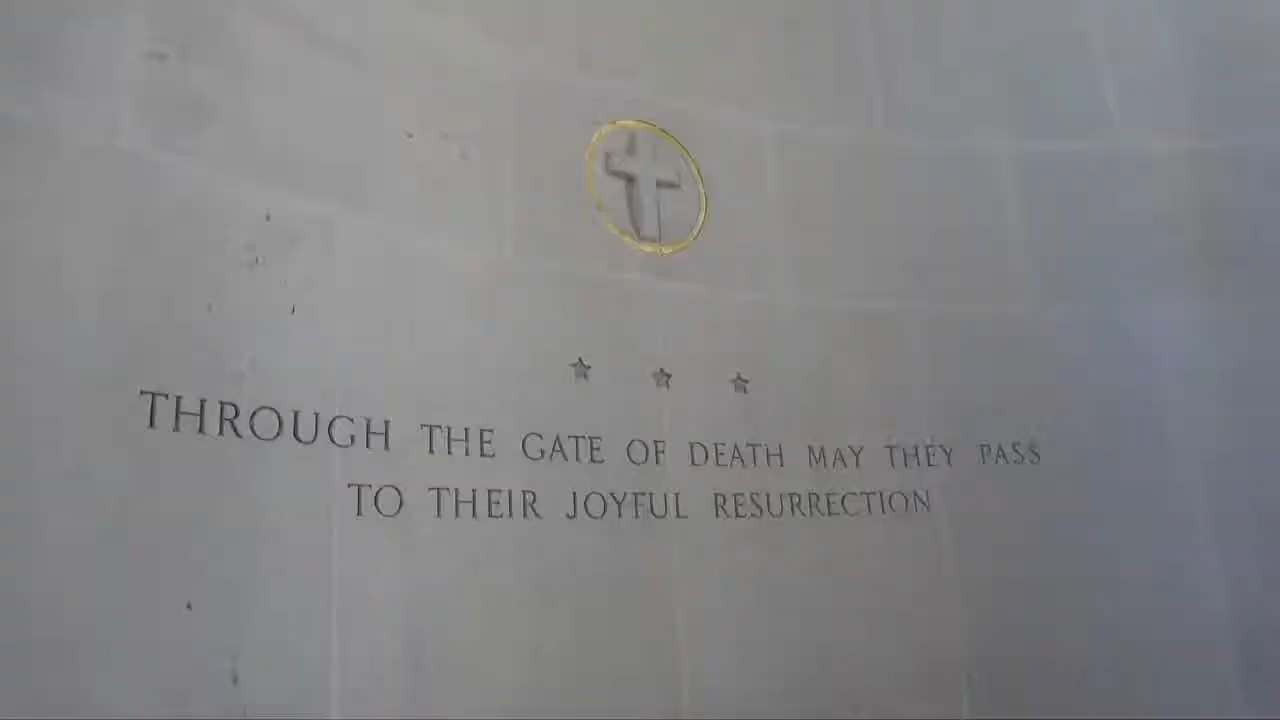 THROUGH THE GATE OF DEATH MAY THEY PASS
TO THEIR JOYFUL RESURRECTION